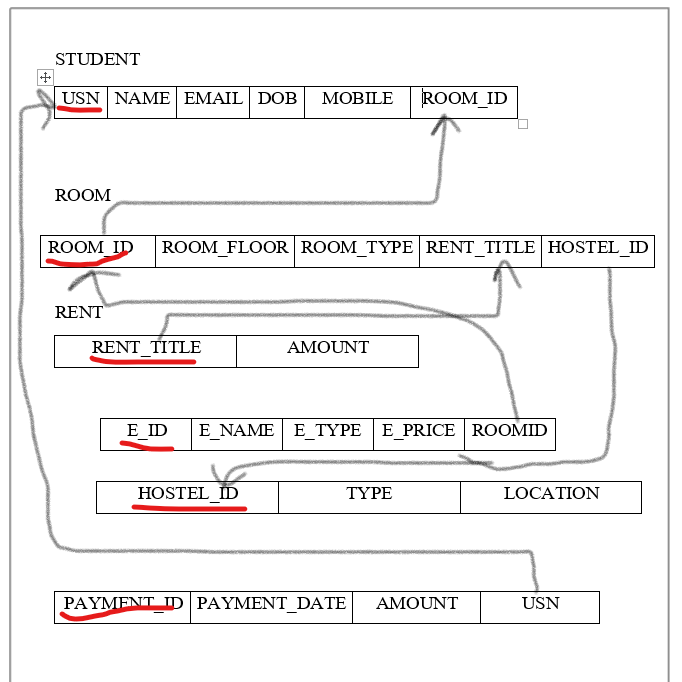 STUDENT
USN NAME EMAIL DOB MOBILE ROOM_ID
ROOM
ROOM_ID ROOM_FLOOR ROOM_TYPE RENT_TITLE HOSTEL_ID
RENT
RENT_TITLE AMOUNT
E_ID E_NAME E_TYPE E_PRICE ROOMID
HOSTEL_ID TYPE LOCATION
PAYMENT_ID PAYMENT_DATE AMOUNT USN